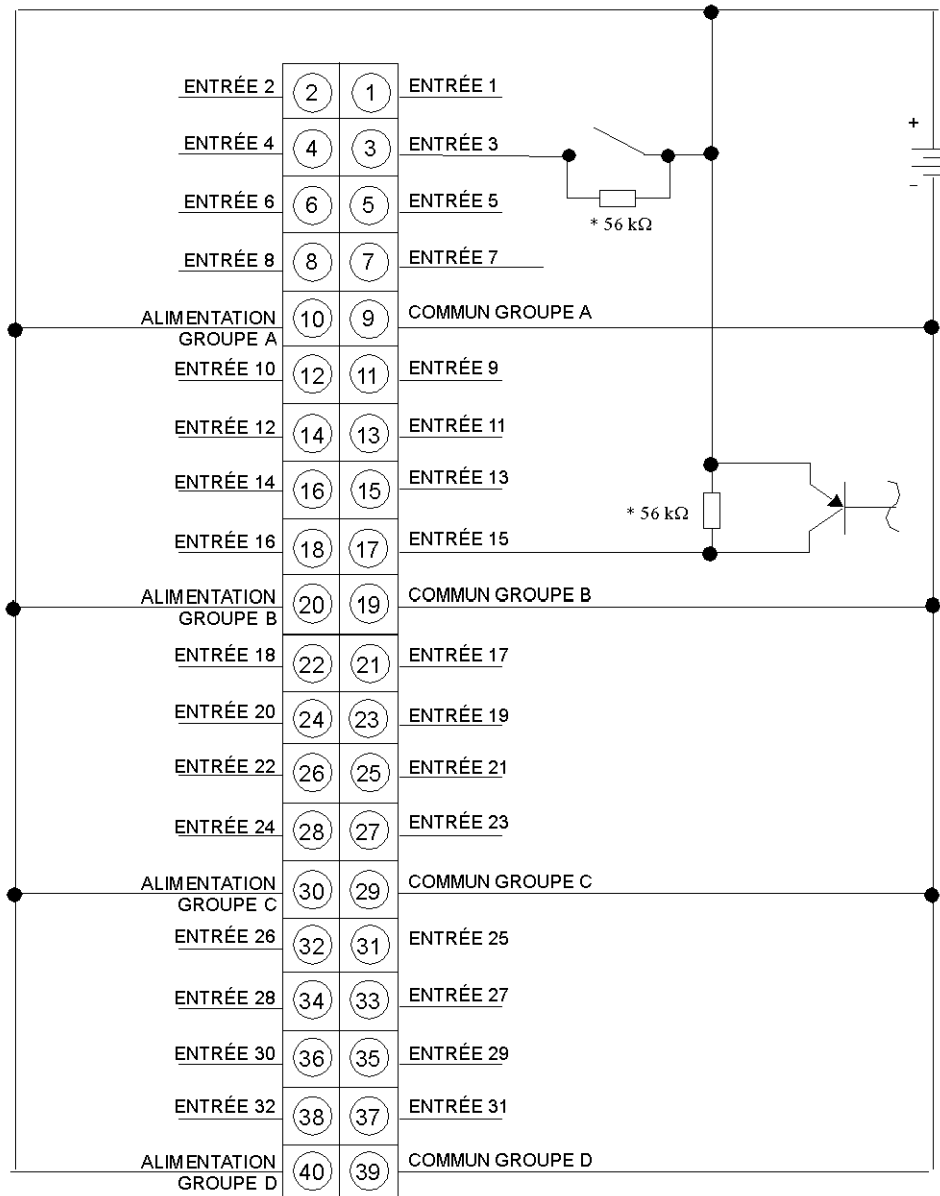 ENTRÉE 2 2 1 ENTRÉE 1
+
ENTRÉE 4 4 3 ENTRÉE 3
-
ENTRÉE 6 6 5 ENTRÉE 5
* 56 kΩ
ENTRÉE 8 8 7 ENTRÉE 7
ALIMENTATION
GROUPE A 10 9 COMMUN GROUPE A
ENTRÉE 10 12 11 ENTRÉE 9
ENTRÉE 12 14 13 ENTRÉE 11
ENTRÉE 14 16 15 ENTRÉE 13
* 56 kΩ
ENTRÉE 16 18 17 ENTRÉE 15
ALIMENTATION
GROUPE B 20 19 COMMUN GROUPE B
ENTRÉE 18 22 21 ENTRÉE 17
ENTRÉE 20 24 23 ENTRÉE 19
ENTRÉE 22 26 25 ENTRÉE 21
ENTRÉE 24 28 27 ENTRÉE 23
ALIMENTATION
GROUPE C 30 29 COMMUN GROUPE C
ENTRÉE 26 32 31 ENTRÉE 25
ENTRÉE 28 34 33 ENTRÉE 27
ENTRÉE 30 36 35 ENTRÉE 29
ENTRÉE 32 38 37 ENTRÉE 31
ALIMENTATION
GROUPE D 40 39 COMMUN GROUPE D